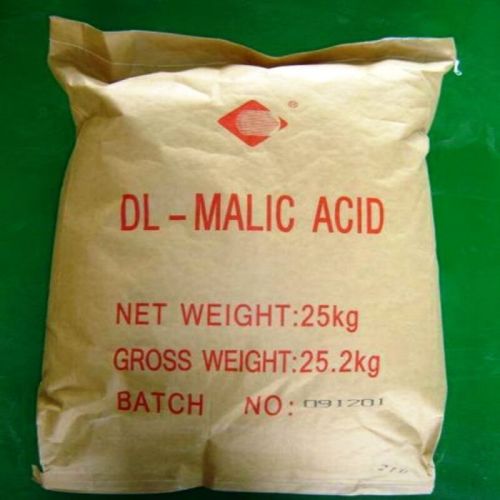 ®
DL – MALIC ACID
NET WEIGHT:25kg
GROSS WEIGHT:25.2kg
BATCH NO: 091201